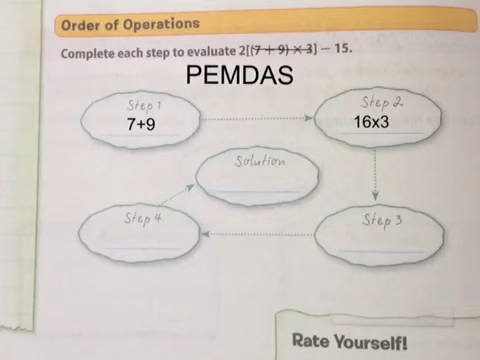 Order of Operations
Complete each step to evaluate 2[(7 + 9) × 3] − 15.
PEMDAS
Step 1
7+9
Step 2
16x3
Solution
Step 4
Step 3
Rate Yourself!